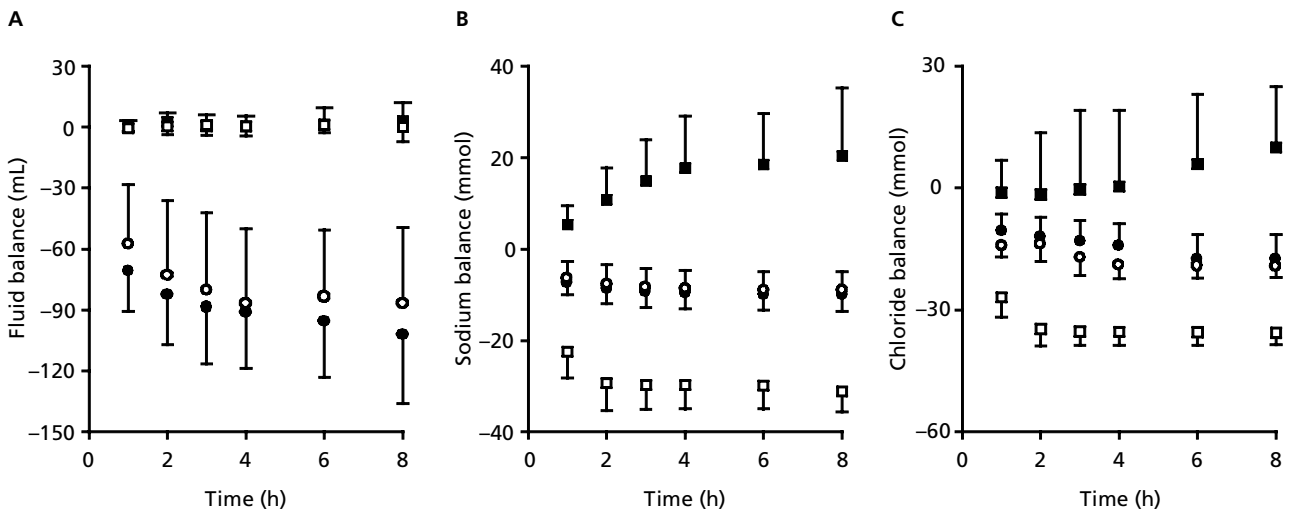 A
B
C
Fluid balance (mL)
30
0
−30
−60
−90
−120
−150
0 2 4 6 8
Time (h)
Sodium balance (mmol)
40
20
0
−20
−40
0 2 4 6 8
Time (h)
Chloride balance (mmol)
30
0
−30
−60
0 2 4 6 8
Time (h)